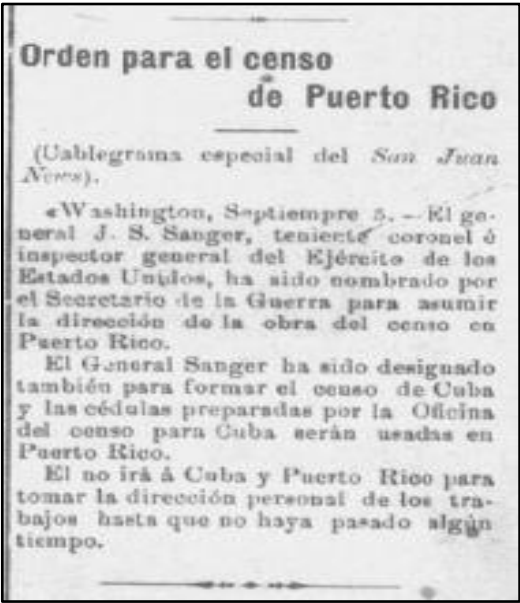 Orden para el censo
de Puerto Rico
(Cablegrama especial del San Juan
News).
«Washington, Septiembre 5.—El ge-
neral J. S. Sanger, teniente coronel é
inspector general del Ejército de los
Estados Unidos, ha sido nombrado por
el Secretario de la Guerra para asumir
la dirección de la obra del censo en
Puerto Rico.
El General Sanger ha sido designado
también para formar el censo de Cuba
y las cédulas preparadas por la Oficina
del censo para Cuba serán usadas en
Puerto Rico.
El no irá á Cuba y Puerto Rico para
tomar la dirección personal de los tra-
bajos hasta que no haya pasado algún
tiempo.